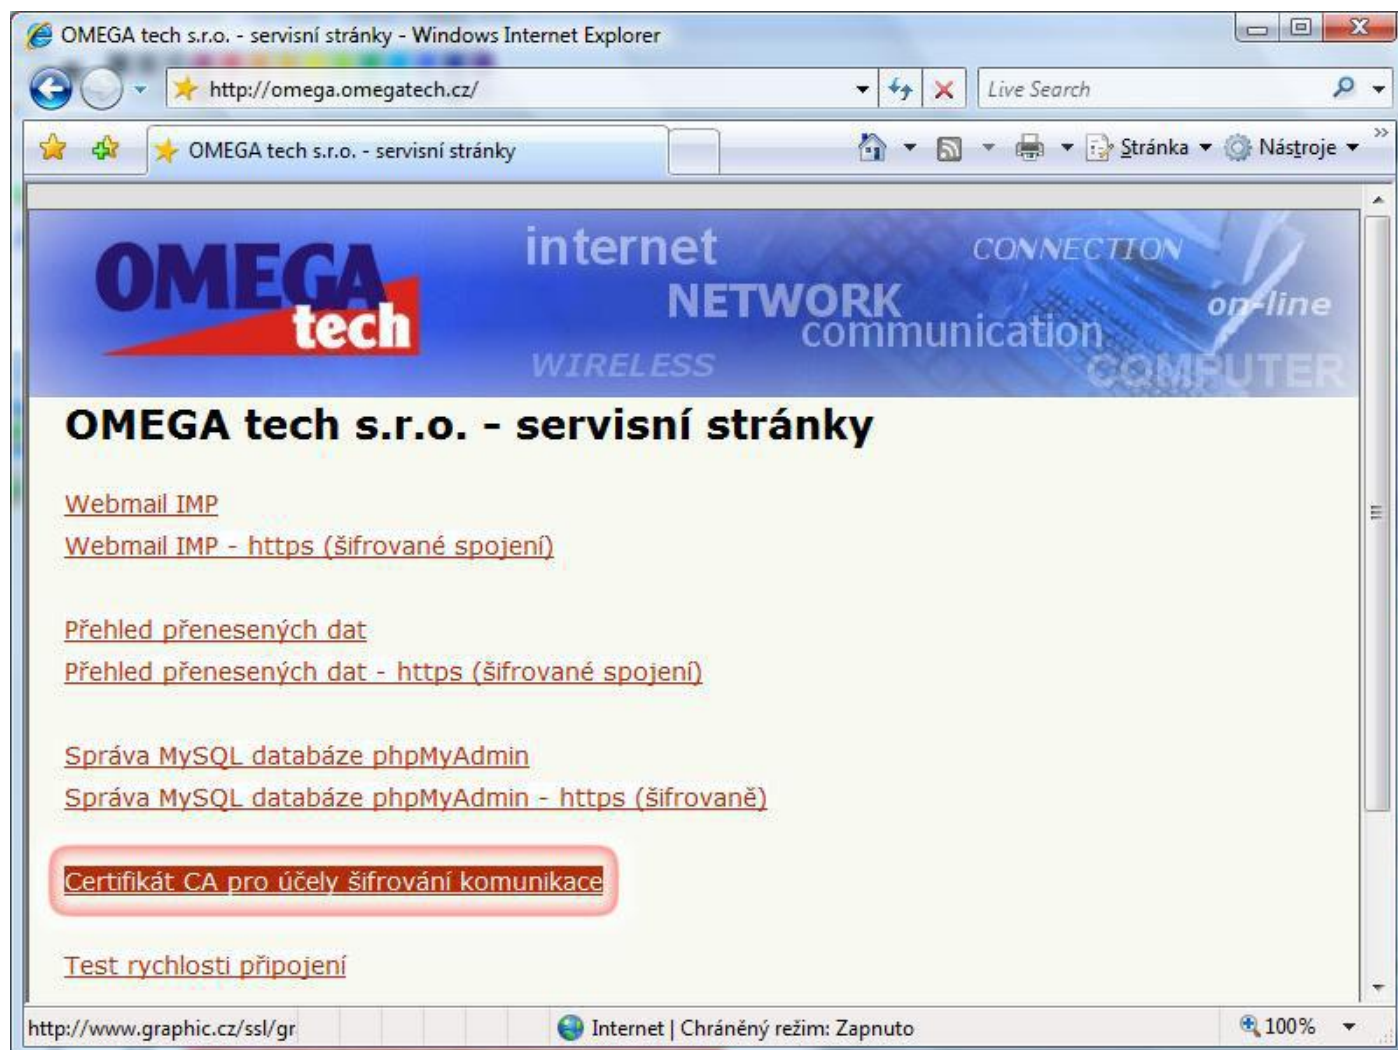 OMEGA tech s.r.o. - servisní stránky - Windows Internet Explorer
http://omega.omegatech.cz/
Live Search
OMEGA tech s.r.o. - servisní stránky
Stránka
Nástroje
OMEGA
tech
internet
NETWORK
communication
WIRELESS
CONNECTION
on-line
COMPUTER
OMEGA tech s.r.o. - servisní stránky
Webmail IMP
Webmail IMP - https (šifrované spojení)
Přehled přenesených dat
Přehled přenesených dat - https (šifrované spojení)
Správa MySQL databáze phpMyAdmin
Správa MySQL databáze phpMyAdmin - https (šifrovaně)
Certifikát CA pro účely šifrování komunikace
Test rychlosti připojení
http://www.graphic.cz/ssl/gr
Internet | Chráněný režim: Zapnuto
100%